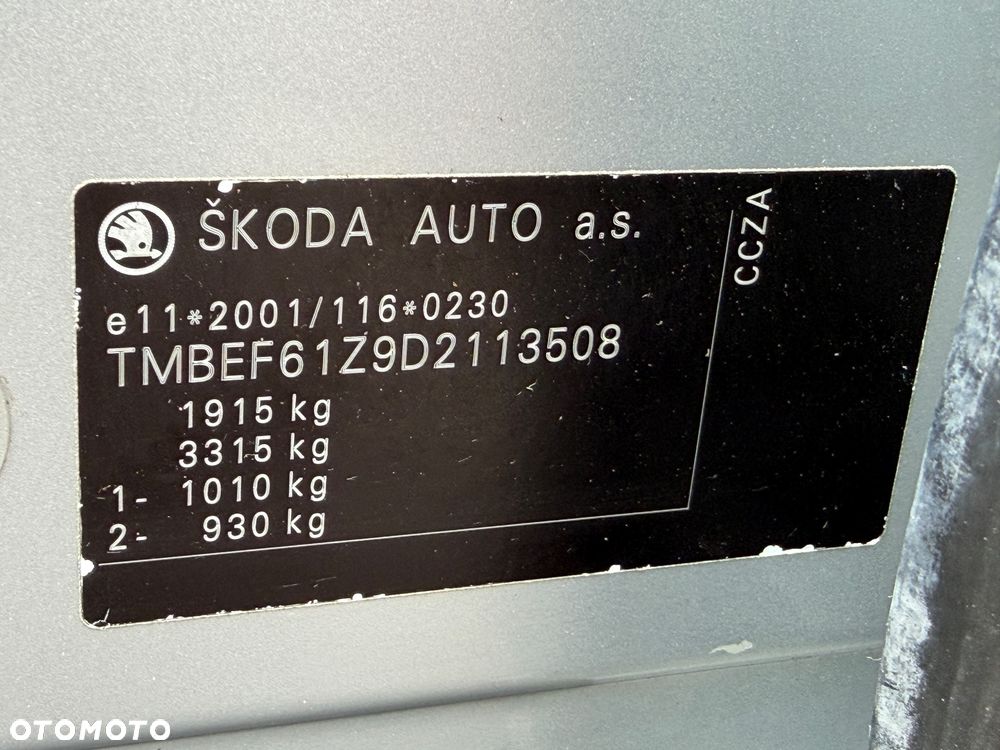 ŠKODA AUTO a.s.
CCZA
e11*2001/116*0230
TMBEF61Z9D2113508
1915 kg
3315 kg
1- 1010 kg
2- 930 kg
OTOMOTO